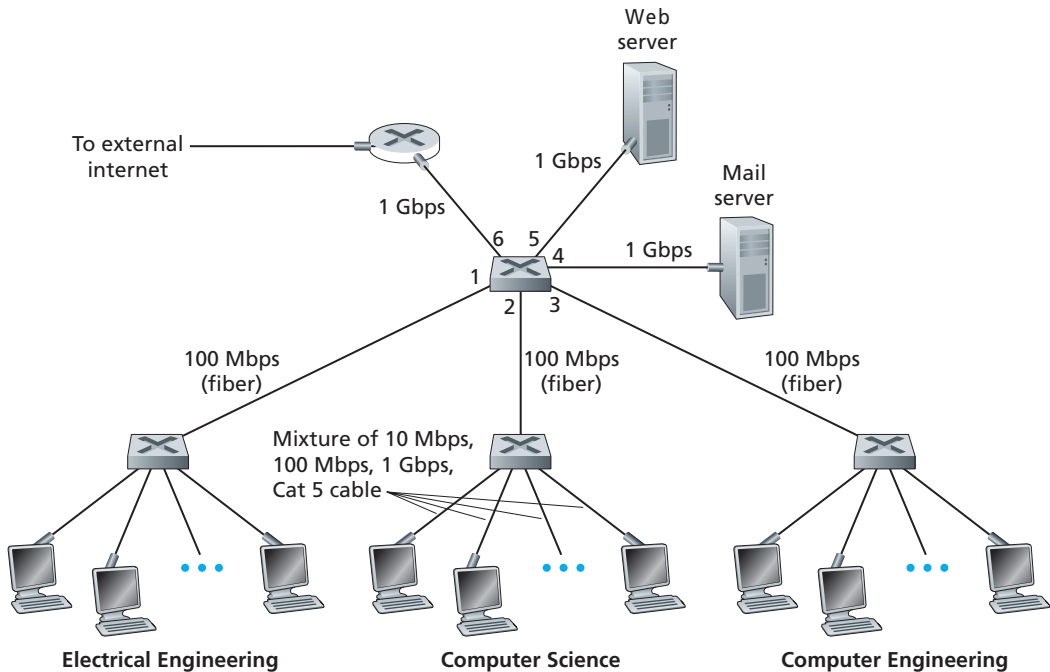 Web
server
To external
internet
1 Gbps
Mail
server
1 Gbps
1 Gbps
6
5
4
1
2
3
100 Mbps
(fiber)
100 Mbps
(fiber)
100 Mbps
(fiber)
Mixture of 10 Mbps,
100 Mbps, 1 Gbps,
Cat 5 cable
Electrical Engineering
Computer Science
Computer Engineering